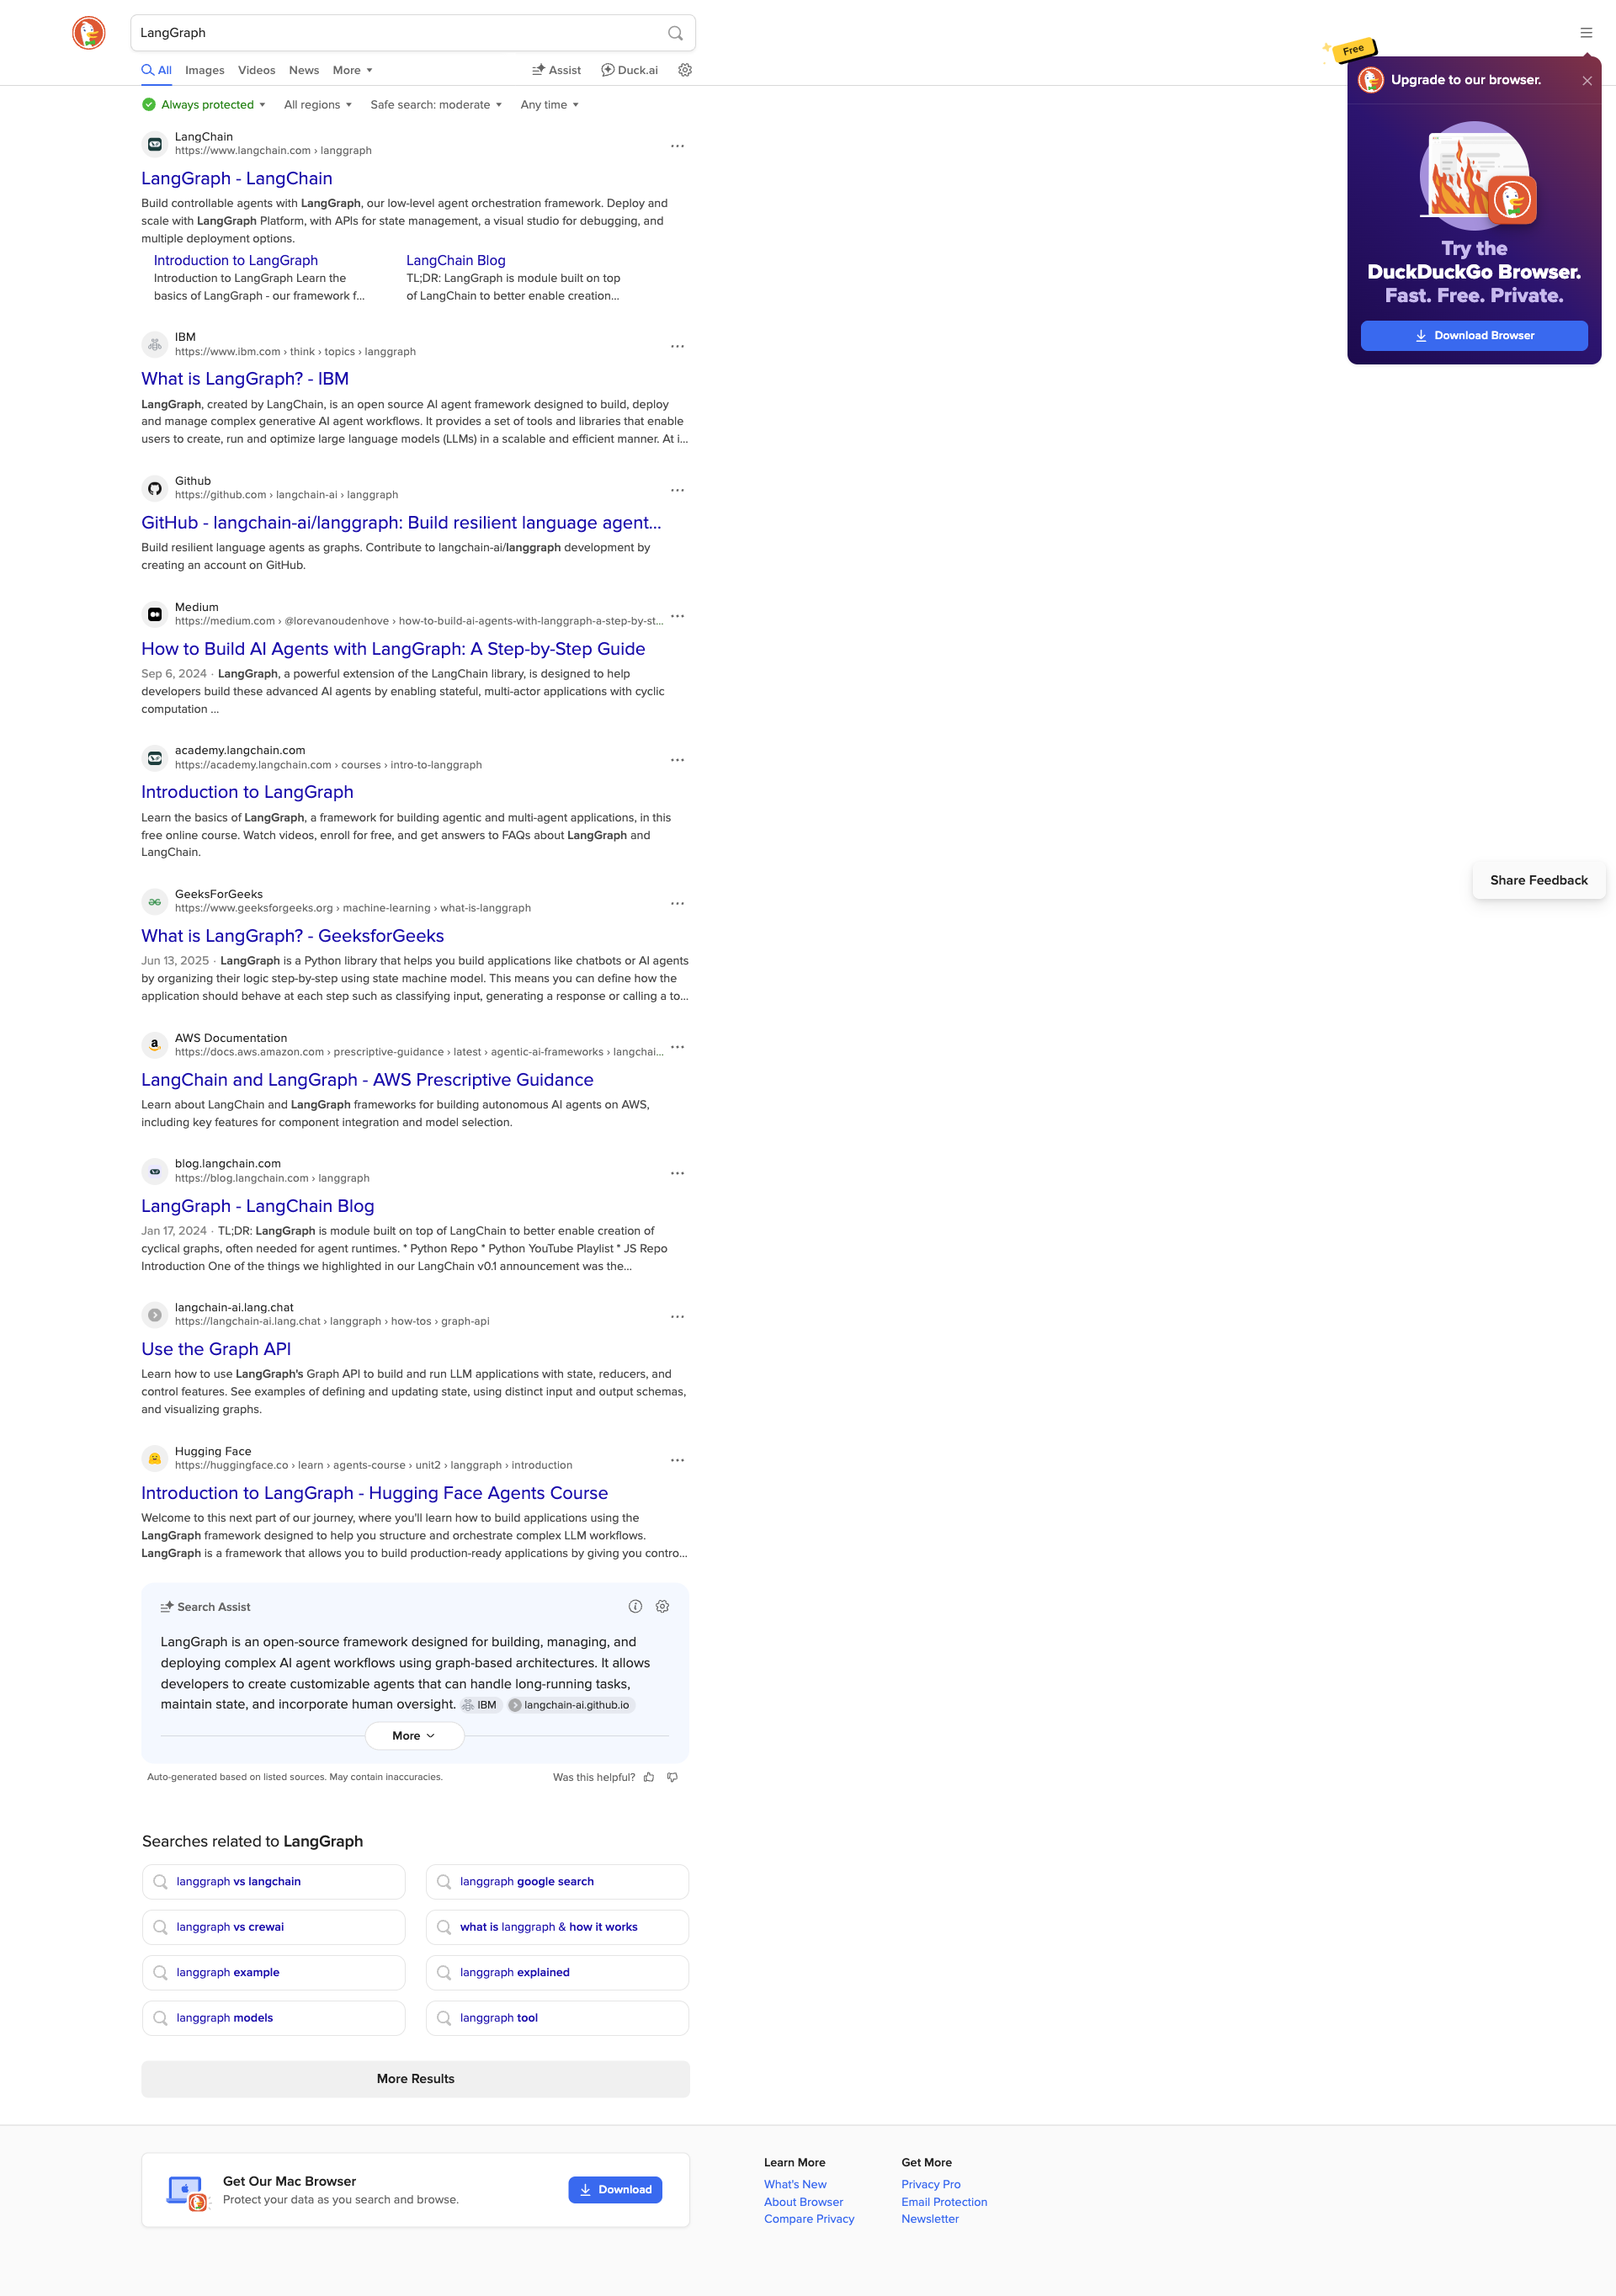 LangGraph
All
Images
Videos
News
More
Assist
Duck.ai
Always protected
All regions
Safe search: moderate
Any time
Free
Upgrade to our browser.
Try the
DuckDuckGo Browser.
Fast. Free. Private.
Download Browser
LangChain
https://www.langchain.com › langgraph
LangGraph - LangChain
Build controllable agents with LangGraph, our low-level agent orchestration framework. Deploy and
scale with LangGraph Platform, with APIs for state management, a visual studio for debugging, and
multiple deployment options.
Introduction to LangGraph
Introduction to LangGraph Learn the
basics of LangGraph - our framework f...
LangChain Blog
TL;DR: LangGraph is module built on top
of LangChain to better enable creation...
IBM
https://www.ibm.com › think › topics › langgraph
What is LangGraph? - IBM
LangGraph, created by LangChain, is an open source AI agent framework designed to build, deploy
and manage complex generative AI agent workflows. It provides a set of tools and libraries that enable
users to create, run and optimize large language models (LLMs) in a scalable and efficient manner. At i...
Github
https://github.com › langchain-ai › langgraph
GitHub - langchain-ai/langgraph: Build resilient language agent...
Build resilient language agents as graphs. Contribute to langchain-ai/langgraph development by
creating an account on GitHub.
Medium
https://medium.com › @lorevanoudenhove › how-to-build-ai-agents-with-langgraph-a-step-by-st...
How to Build AI Agents with LangGraph: A Step-by-Step Guide
Sep 6, 2024 · LangGraph, a powerful extension of the LangChain library, is designed to help
developers build these advanced AI agents by enabling stateful, multi-actor applications with cyclic
computation ...
academy.langchain.com
https://academy.langchain.com › courses › intro-to-langgraph
Introduction to LangGraph
Learn the basics of LangGraph, a framework for building agentic and multi-agent applications, in this
free online course. Watch videos, enroll for free, and get answers to FAQs about LangGraph and
LangChain.
Share Feedback
GeeksForGeeks
https://www.geeksforgeeks.org › machine-learning › what-is-langgraph
What is LangGraph? - GeeksforGeeks
Jun 13, 2025 · LangGraph is a Python library that helps you build applications like chatbots or AI agents
by organizing their logic step-by-step using state machine model. This means you can define how the
application should behave at each step such as classifying input, generating a response or calling a to...
AWS Documentation
https://docs.aws.amazon.com › prescriptive-guidance › latest › agentic-ai-frameworks › langchai...
LangChain and LangGraph - AWS Prescriptive Guidance
Learn about LangChain and LangGraph frameworks for building autonomous AI agents on AWS,
including key features for component integration and model selection.
blog.langchain.com
https://blog.langchain.com › langgraph
LangGraph - LangChain Blog
Jan 17, 2024 · TL;DR: LangGraph is module built on top of LangChain to better enable creation of
cyclical graphs, often needed for agent runtimes. * Python Repo * Python YouTube Playlist * JS Repo
Introduction One of the things we highlighted in our LangChain v0.1 announcement was the...
langchain-ai.lang.chat
https://langchain-ai.lang.chat › langgraph › how-tos › graph-api
Use the Graph API
Learn how to use LangGraph's Graph API to build and run LLM applications with state, reducers, and
control features. See examples of defining and updating state, using distinct input and output schemas,
and visualizing graphs.
Hugging Face
https://huggingface.co › learn › agents-course › unit2 › langgraph › introduction
Introduction to LangGraph - Hugging Face Agents Course
Welcome to this next part of our journey, where you'll learn how to build applications using the
LangGraph framework designed to help you structure and orchestrate complex LLM workflows.
LangGraph is a framework that allows you to build production-ready applications by giving you contro...
Search Assist
LangGraph is an open-source framework designed for building, managing, and
deploying complex AI agent workflows using graph-based architectures. It allows
developers to create customizable agents that can handle long-running tasks,
maintain state, and incorporate human oversight. IBM langchain-ai.github.io
More
Auto-generated based on listed sources. May contain inaccuracies.
Was this helpful?
Searches related to LangGraph
langgraph vs langchain
langgraph google search
langgraph vs crewai
what is langgraph & how it works
langgraph example
langgraph explained
langgraph models
langgraph tool
More Results
Get Our Mac Browser
Protect your data as you search and browse.
Download
Learn More
What's New
About Browser
Compare Privacy
Get More
Privacy Pro
Email Protection
Newsletter